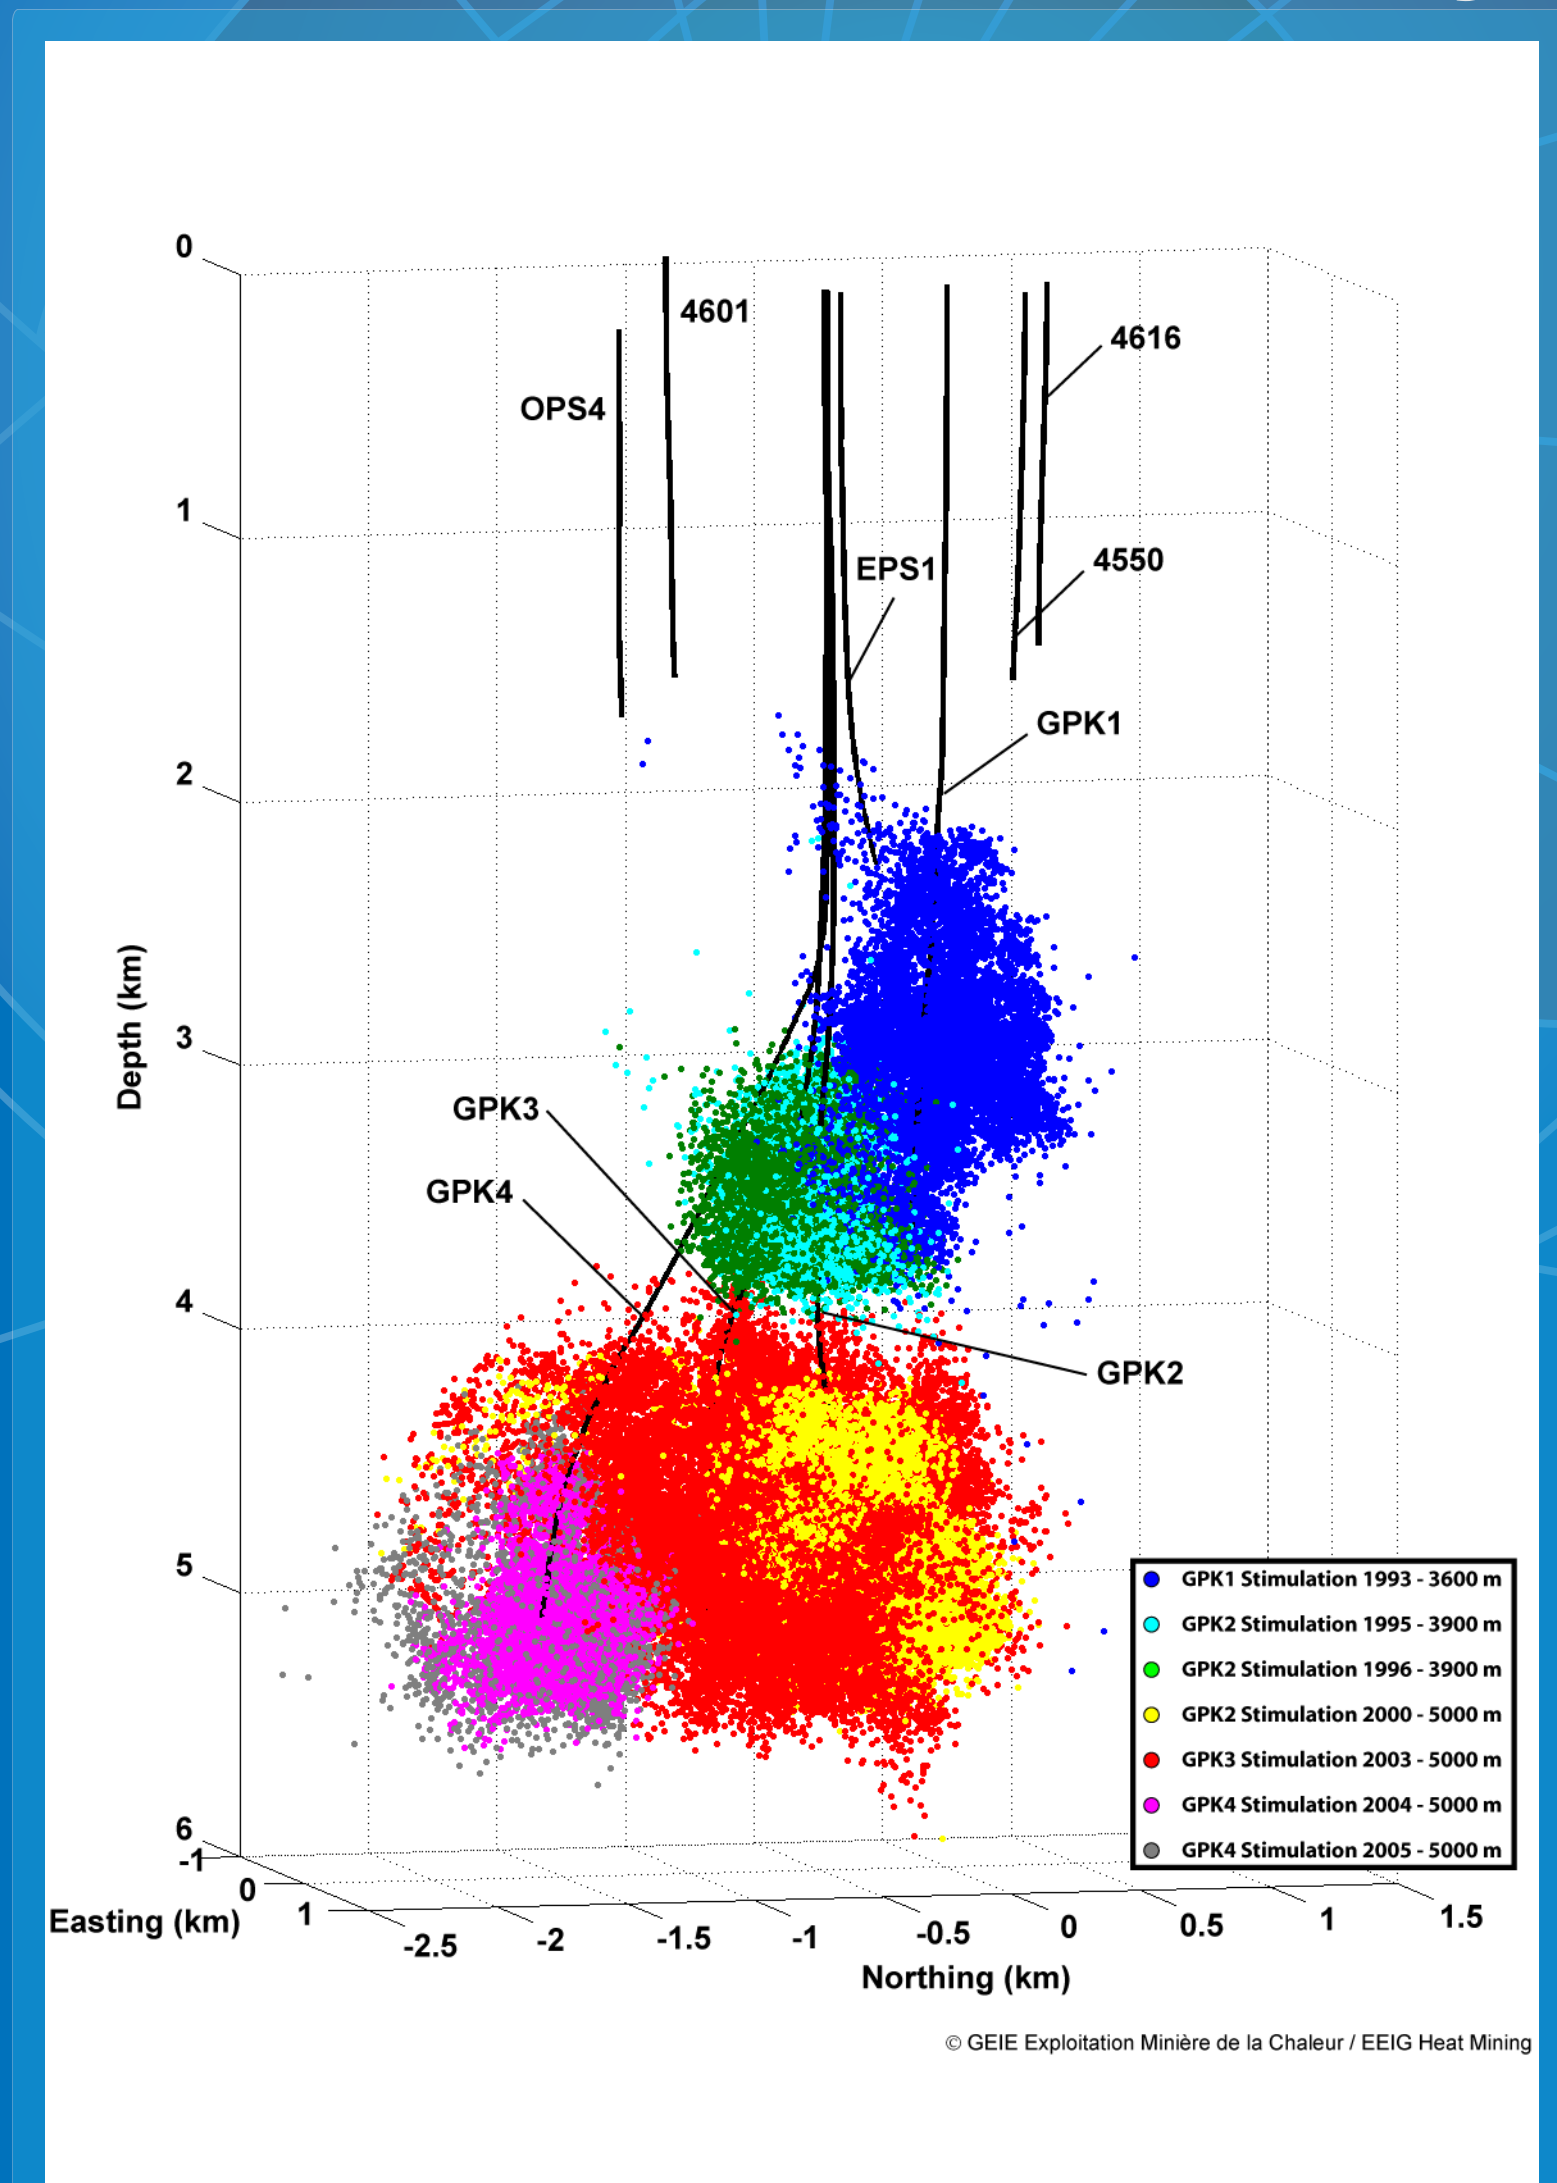 0
4601
4616
OPS4
1
EPS1
4550
GPK1
2
Depth (km)
3
GPK3
GPK4
4
GPK2
5
GPK1 Stimulation 1993 - 3600 m
GPK2 Stimulation 1995 - 3900 m
GPK2 Stimulation 1996 - 3900 m
GPK2 Stimulation 2000 - 5000 m
GPK3 Stimulation 2003 - 5000 m
GPK4 Stimulation 2004 - 5000 m
GPK4 Stimulation 2005 - 5000 m
6
-1
0
1
Easting (km)
-2.5
-2
-1.5
-1
-0.5
0
0.5
1
1.5
Northing (km)
© GEIE Exploitation Minière de la Chaleur / EEIG Heat Mining